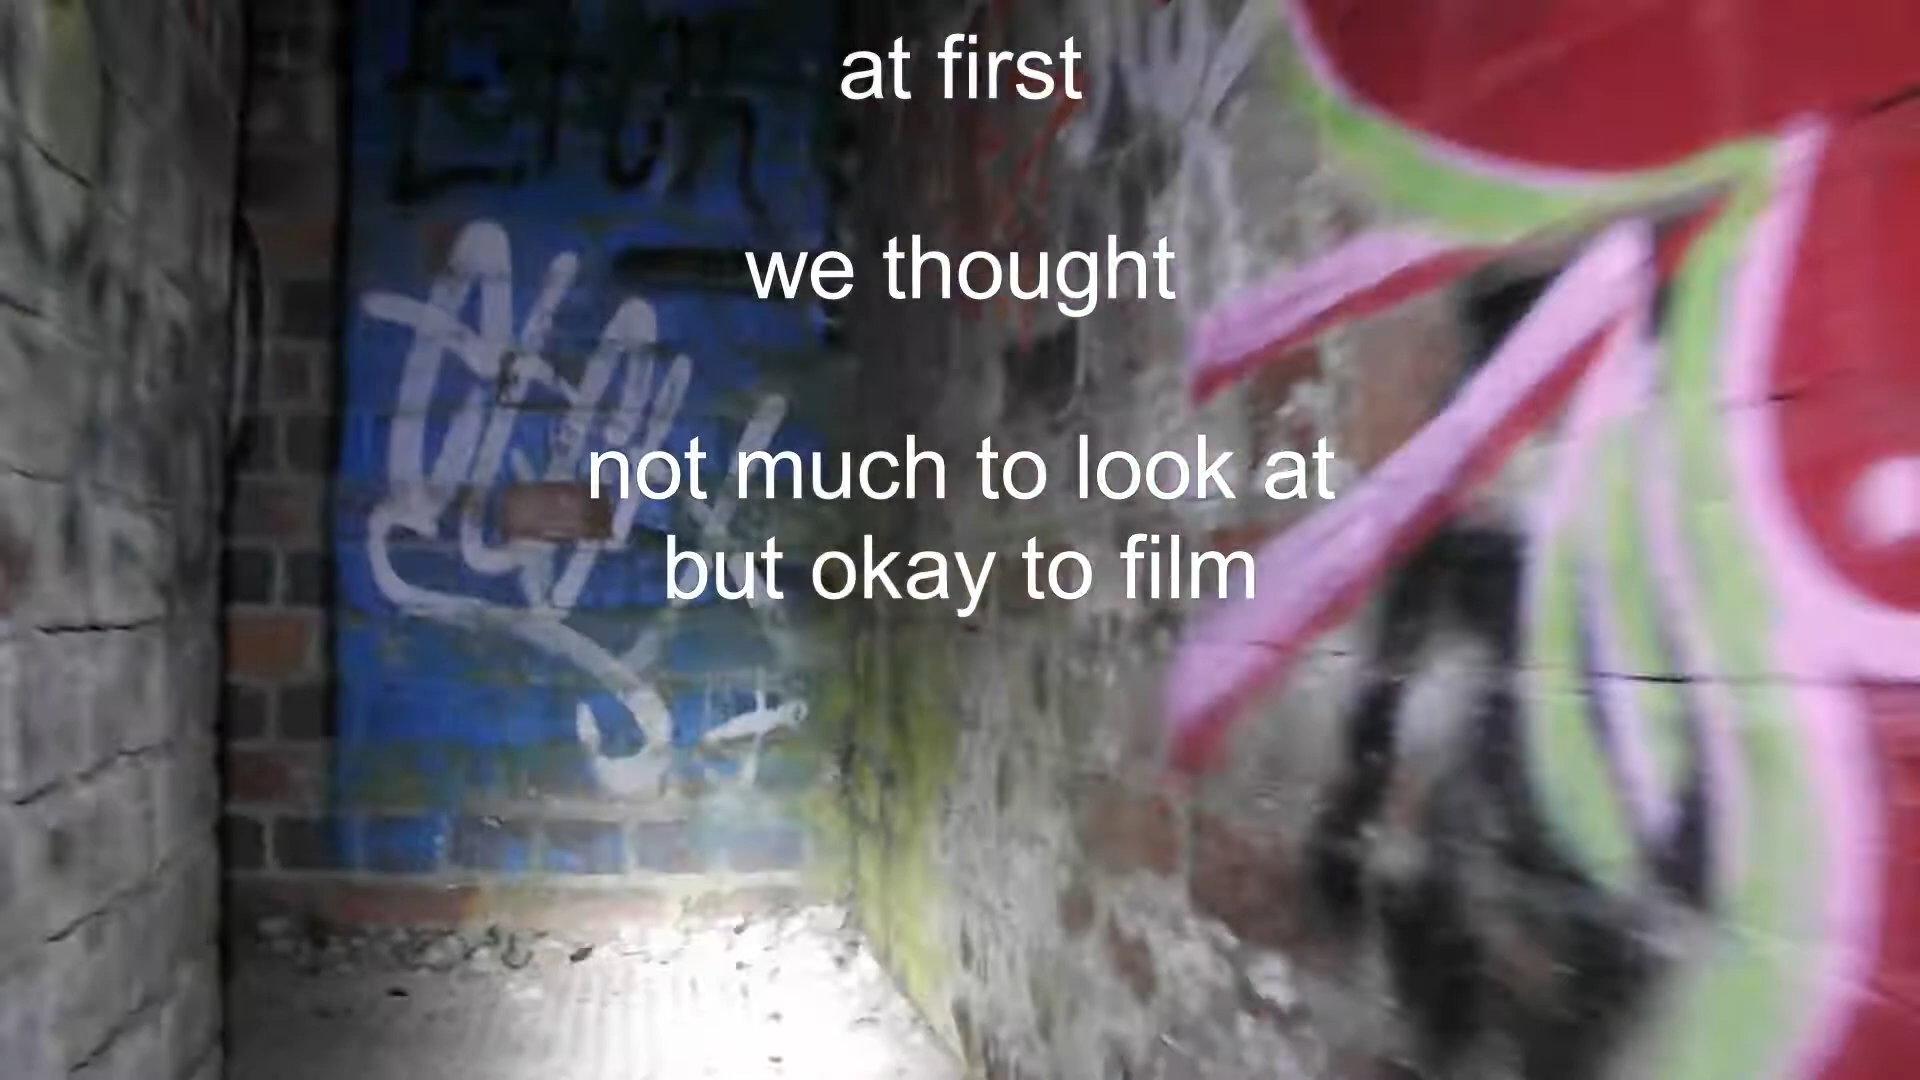 at first
we thought
not much to look at
but okay to film